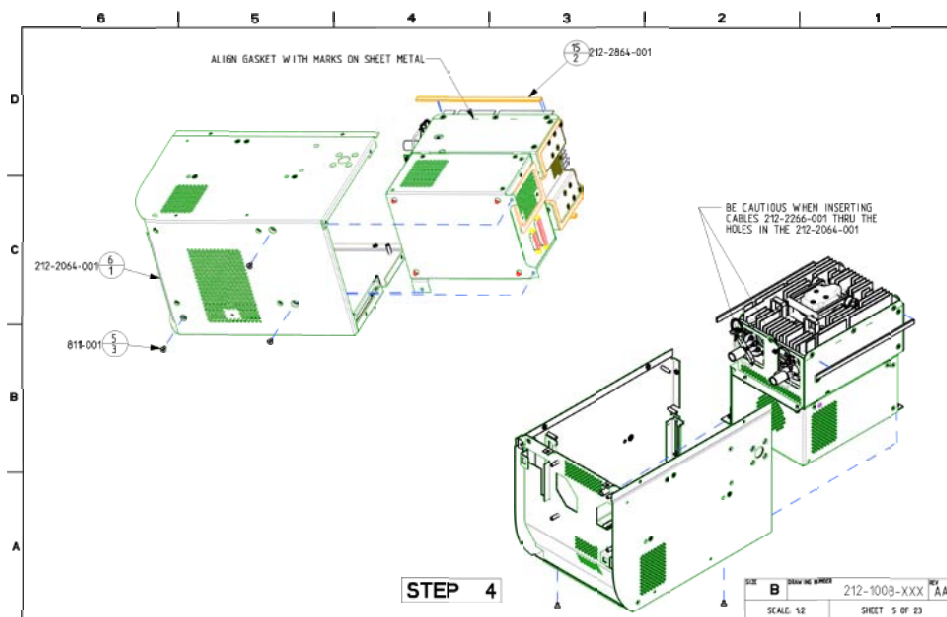 6 5 4 3 2 1
ALIGN GASKET WITH MARKS ON SHEET METAL
15
2
212-2864-001
D
BE CAUTIOUS WHEN INSERTING
CABLES 212-2266-001 THRU THE
HOLES IN THE 212-2064-001
C
212-2064-001
6
1
811-001
5
3
B
A
STEP 4
SIZE
B
DRAWING NUMBER
212-1008-XXX
REV
AA
SCALE: 1:2
SHEET 5 OF 23